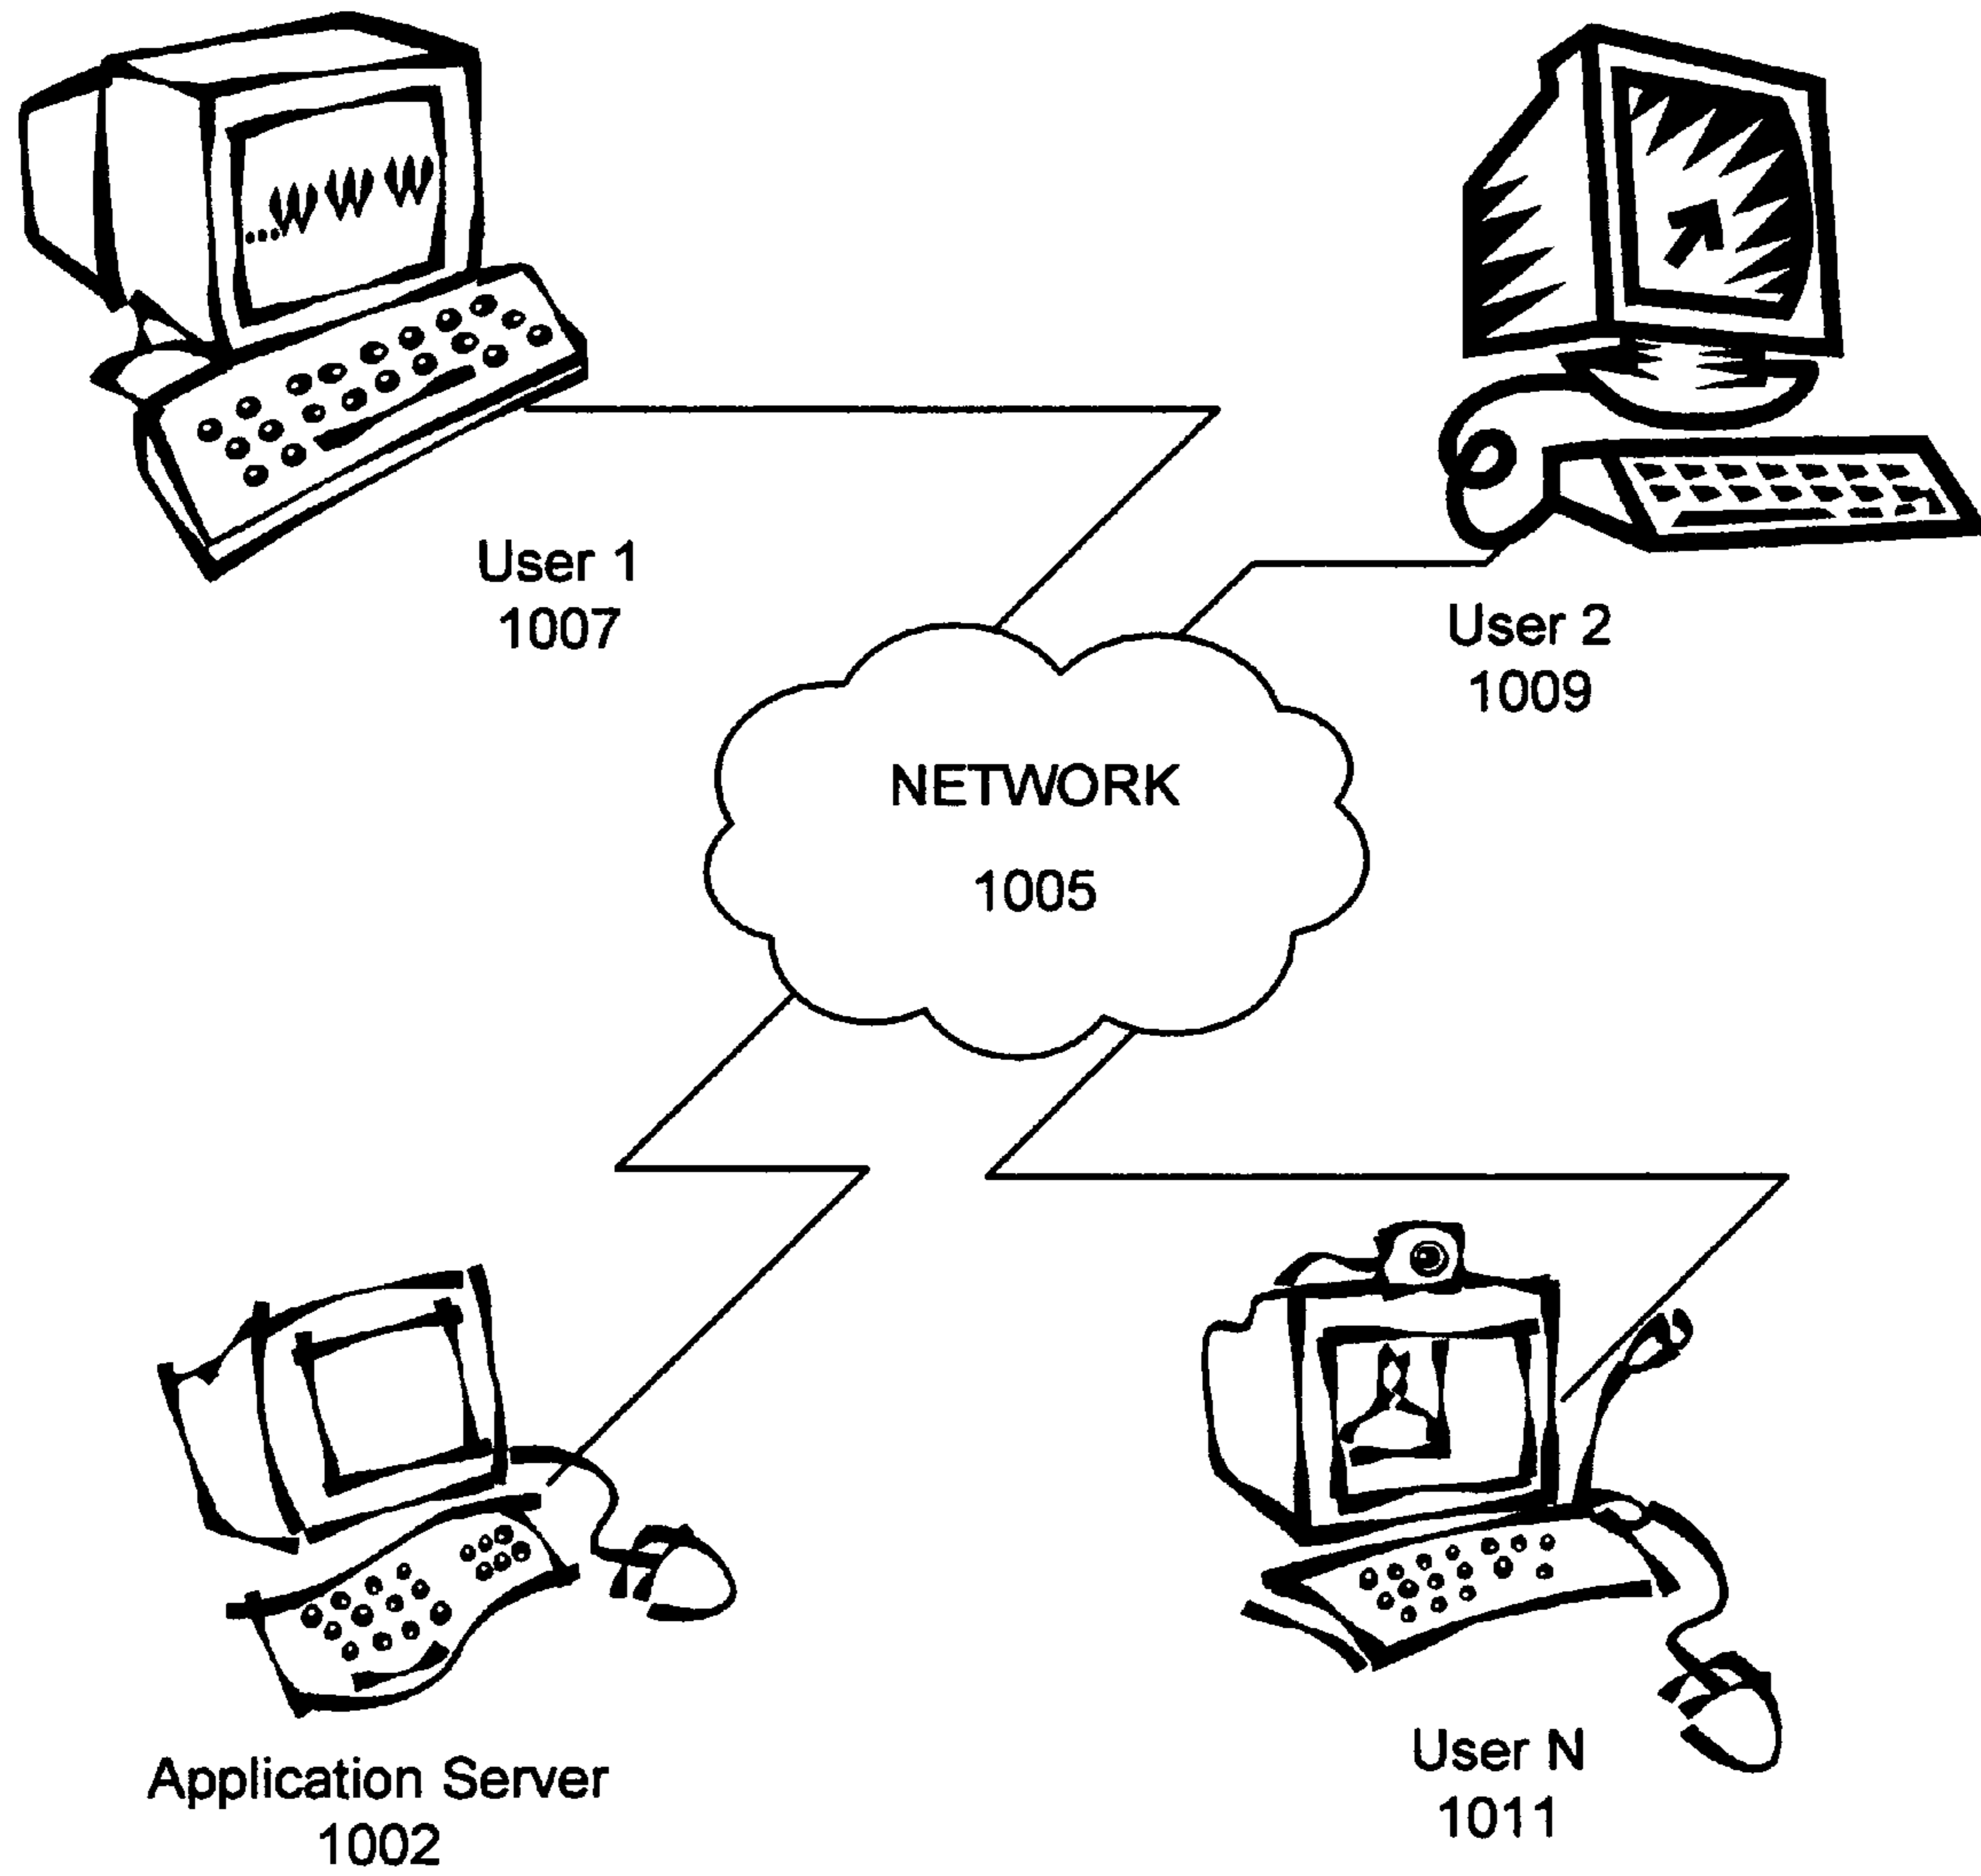 ...WWW
User 1
1007
User 2
1009
NETWORK
1005
Application Server
1002
User N
1011